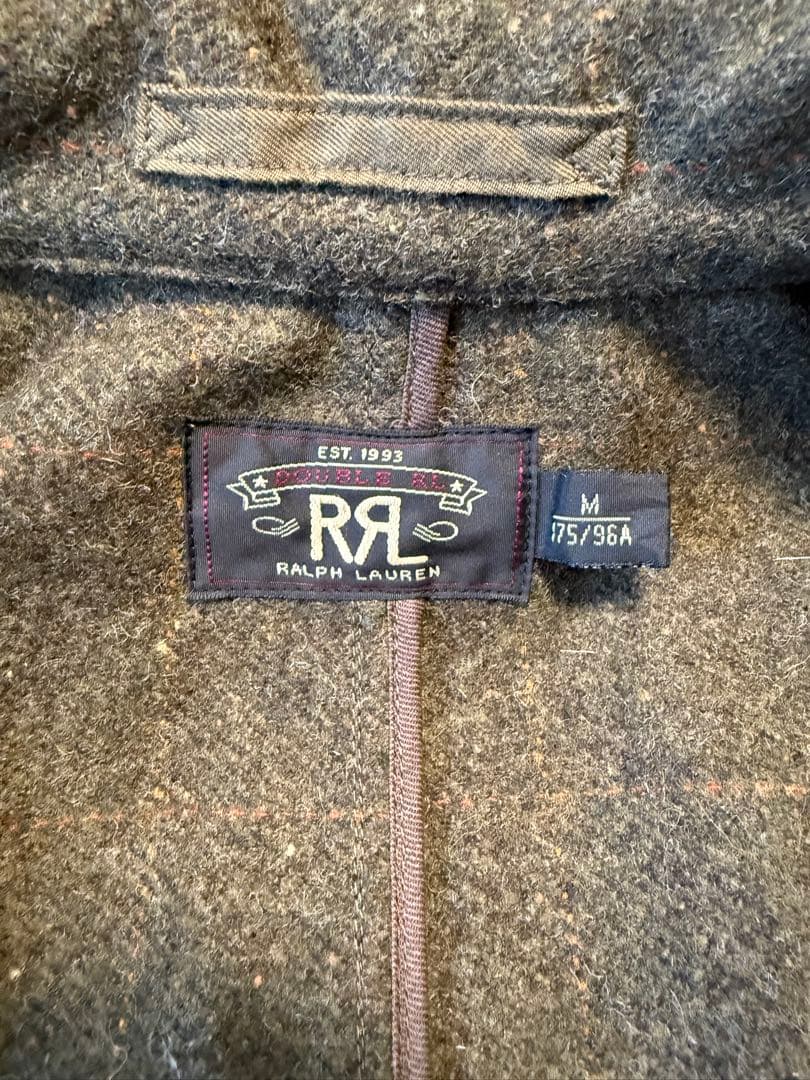 EST. 1993
DOUBLE RL
RRL
RALPH LAUREN
M
175/96A